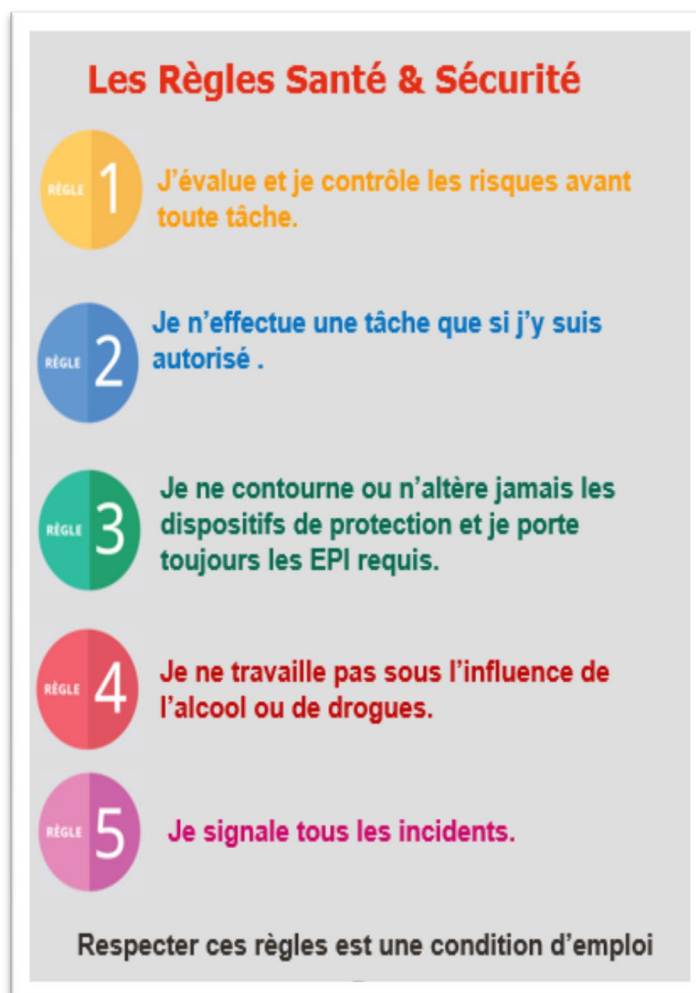 Les Règles Santé & Sécurité
RÈGLE 1
J'évalue et je contrôle les risques avant
toute tâche.
RÈGLE 2
Je n'effectue une tâche que si j'y suis
autorisé .
RÈGLE 3
Je ne contourne ou n'altère jamais les
dispositifs de protection et je porte
toujours les EPI requis.
RÈGLE 4
Je ne travaille pas sous l'influence de
l'alcool ou de drogues.
RÈGLE 5
Je signale tous les incidents.
Respecter ces règles est une condition d'emploi